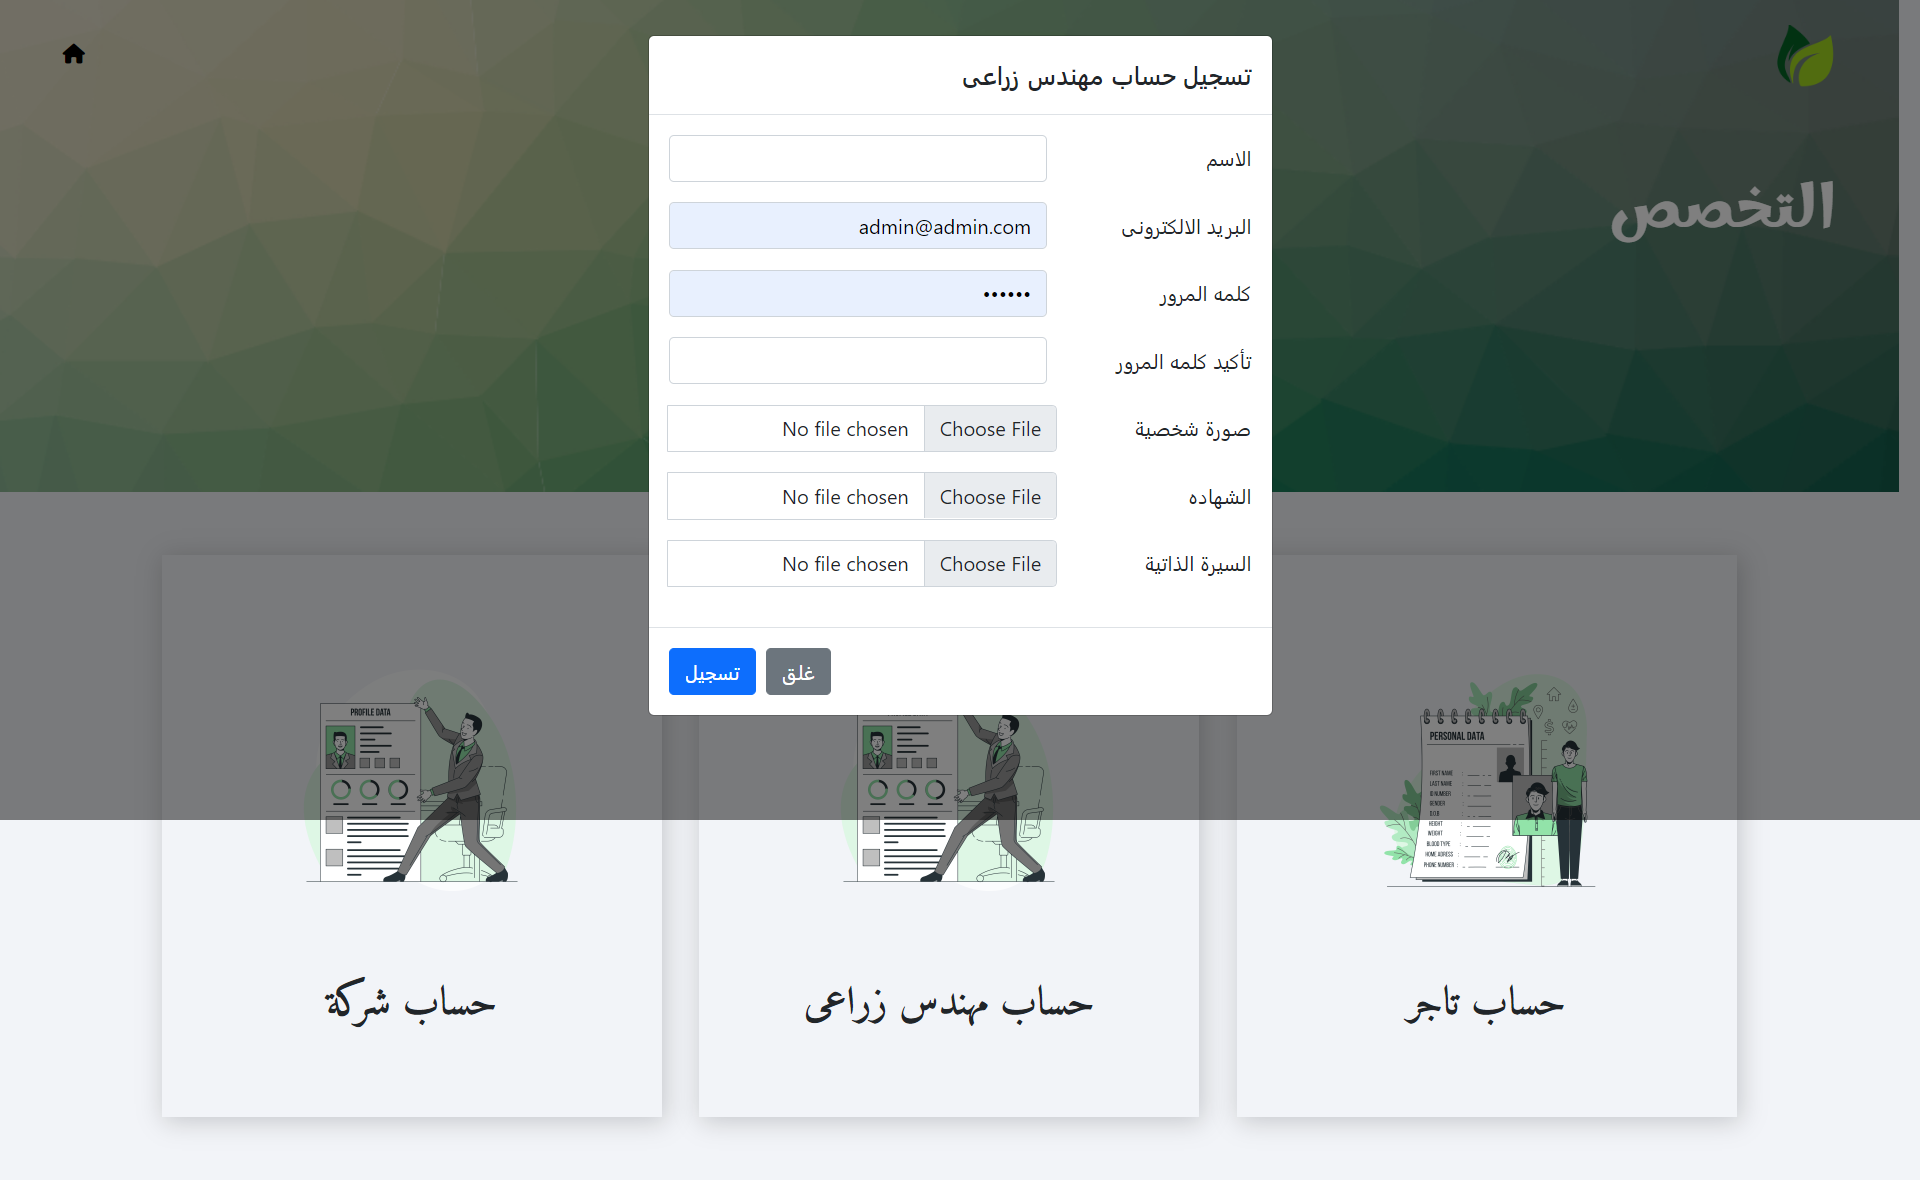 تسجيل حساب مهندس زراعى
الاسم
البريد الالكترونى
admin@admin.com
كلمه المرور
••••••
تأكيد كلمه المرور
صورة شخصية
Choose File No file chosen
الشهاده
Choose File No file chosen
السيرة الذاتية
Choose File No file chosen
غلق
تسجيل
التخصص
PERSONAL DATA
FIRST NAME :
LAST NAME :
ID NUMBER :
GENDER :
D.O.B :
HEIGHT :
WEIGHT :
BLOOD TYPE :
HOME ADRESS :
PHONE NUMBER :
حساب تاجر
حساب مهندس زراعى
PROFILE DATA
حساب شركة